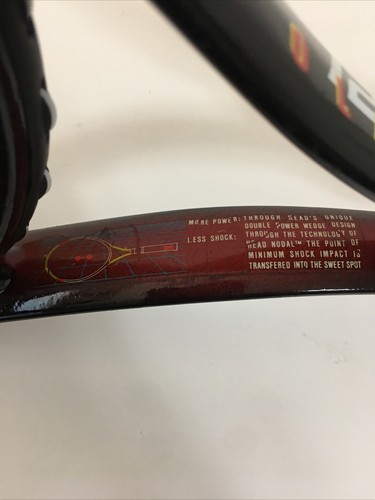 MORE POWER: THROUGH HEAD'S UNIQUE
DOUBLE POWER WEDGE DESIGN
LESS SHOCK: THROUGH THE TECHNOLOGY OF
HEAD NODAL™ THE POINT OF
MINIMUM SHOCK IMPACT IS
TRANSFERED INTO THE SWEET SPOT